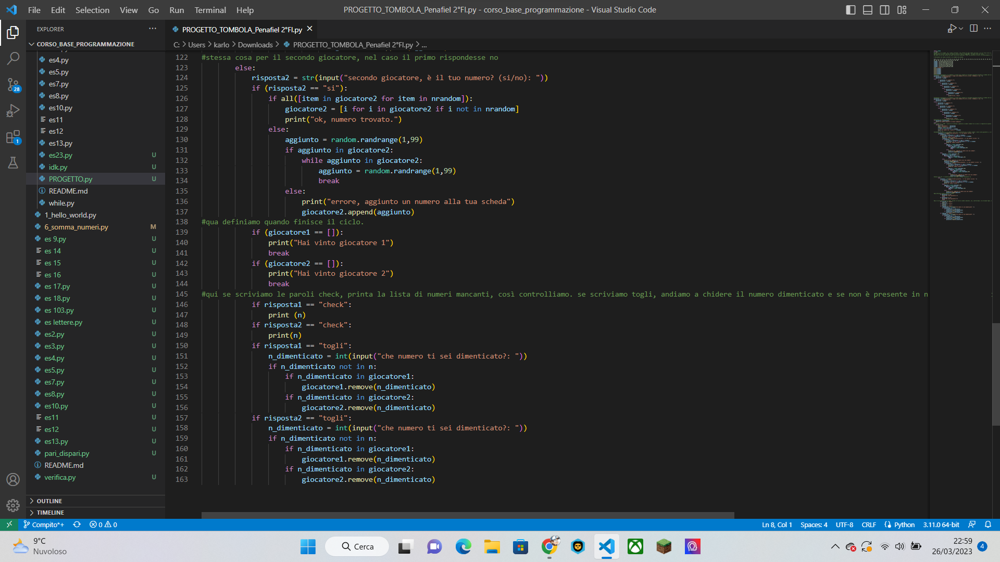 File Edit Selection View Go Run Terminal Help
PROGETTO_TOMBOLA_Penafiel 2°FI.py - corso_base_programmazione - Visual Studio Code
EXPLORER
PROGETTO_TOMBOLA_Penafiel 2°FI.py
CORSO_BASE_PROGRAMMAZIONE
C: > Users > karlo > Downloads > PROGETTO_TOMBOLA_Penafiel 2°FI.py > ...
es4.py
es5.py
es7.py
es8.py
es10.py
es11
es12
es13.py
es23.py U
idk.py U
PROGETTO.py U
README.md
while.py
1_hello_world.py
6_somma_numeri.py M
es 9.py U
es 14 U
es 15 U
es 16 U
es 17.py U
es 18.py U
es 103.py U
es lettere.py U
es2.py U
es3.py U
es4.py U
es5.py U
es7.py U
es8.py U
es10.py U
es11 U
es12 U
es13.py U
pari_dispari.py U
README.md
verifica.py U
OUTLINE
TIMELINE
28
1
122 #stessa cosa per il secondo giocatore, nel caso il primo rispondesse no
123 else:
124 risposta2 = str(input("secondo giocatore, è il tuo numero? (si/no): "))
125 if (risposta2 == "si"):
126 if all([item in giocatore2 for item in nrandom]):
127 giocatore2 = [i for i in giocatore2 if i not in nrandom]
128 print("ok, numero trovato.")
129 else:
130 aggiunto = random.randrange(1,99)
131 if aggiunto in giocatore2:
132 while aggiunto in giocatore2:
133 aggiunto = random.randrange(1,99)
134 break
135 else:
136 print("errore, aggiunto un numero alla tua scheda")
137 giocatore2.append(aggiunto)
138 #qua definiamo quando finisce il ciclo.
139 if (giocatore1 == []):
140 print("Hai vinto giocatore 1")
141 break
142 if (giocatore2 == []):
143 print("Hai vinto giocatore 2")
144 break
145 #qui se scriviamo le paroli check, printa la lista di numeri mancanti, così controlliamo. se scriviamo togli, andiamo a chidere il numero dimenticato e se non è presente in n
146 if risposta1 == "check":
147 print (n)
148 if risposta2 == "check":
149 print(n)
150 if risposta1 == "togli":
151 n_dimenticato = int(input("che numero ti sei dimenticato?: "))
152 if n_dimenticato not in n:
153 if n_dimenticato in giocatore1:
154 giocatore1.remove(n_dimenticato)
155 if n_dimenticato in giocatore2:
156 giocatore2.remove(n_dimenticato)
157 if risposta2 == "togli":
158 n_dimenticato = int(input("che numero ti sei dimenticato?: "))
159 if n_dimenticato not in n:
160 if n_dimenticato in giocatore1:
161 giocatore1.remove(n_dimenticato)
162 if n_dimenticato in giocatore2:
163 giocatore2.remove(n_dimenticato)
Compito*+ 0 0 Ln 8, Col 1 Spaces: 4 UTF-8 CRLF Python 3.11.0 64-bit
9°C
Nuvoloso
Cerca
22:59
26/03/2023
4